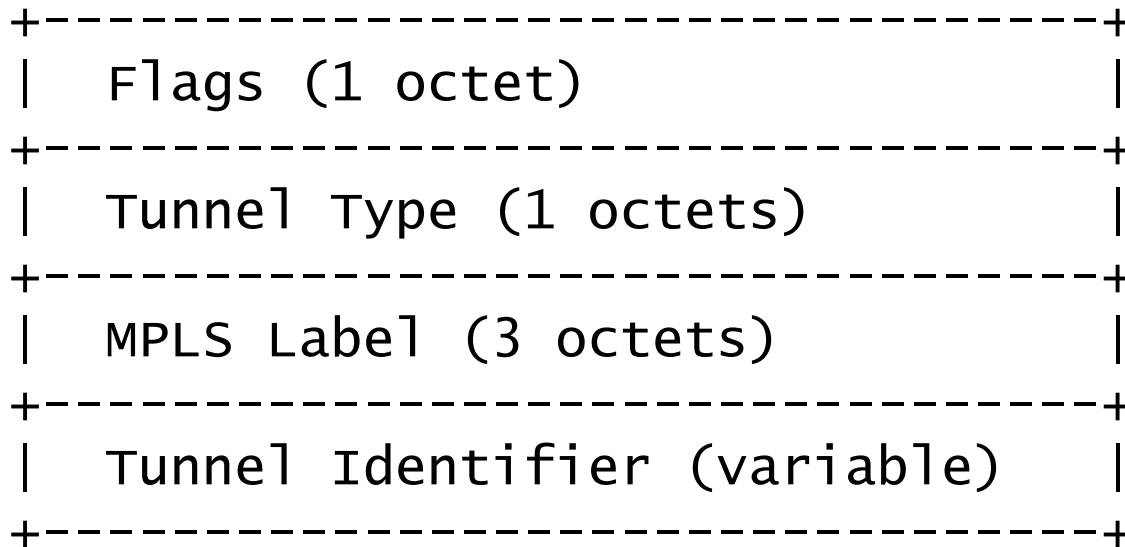 +---------------------------------+
|  Flags (1 octet)                |
+---------------------------------+
|  Tunnel Type (1 octets)         |
+---------------------------------+
|  MPLS Label (3 octets)          |
+---------------------------------+
|  Tunnel Identifier (variable)   |
+---------------------------------+